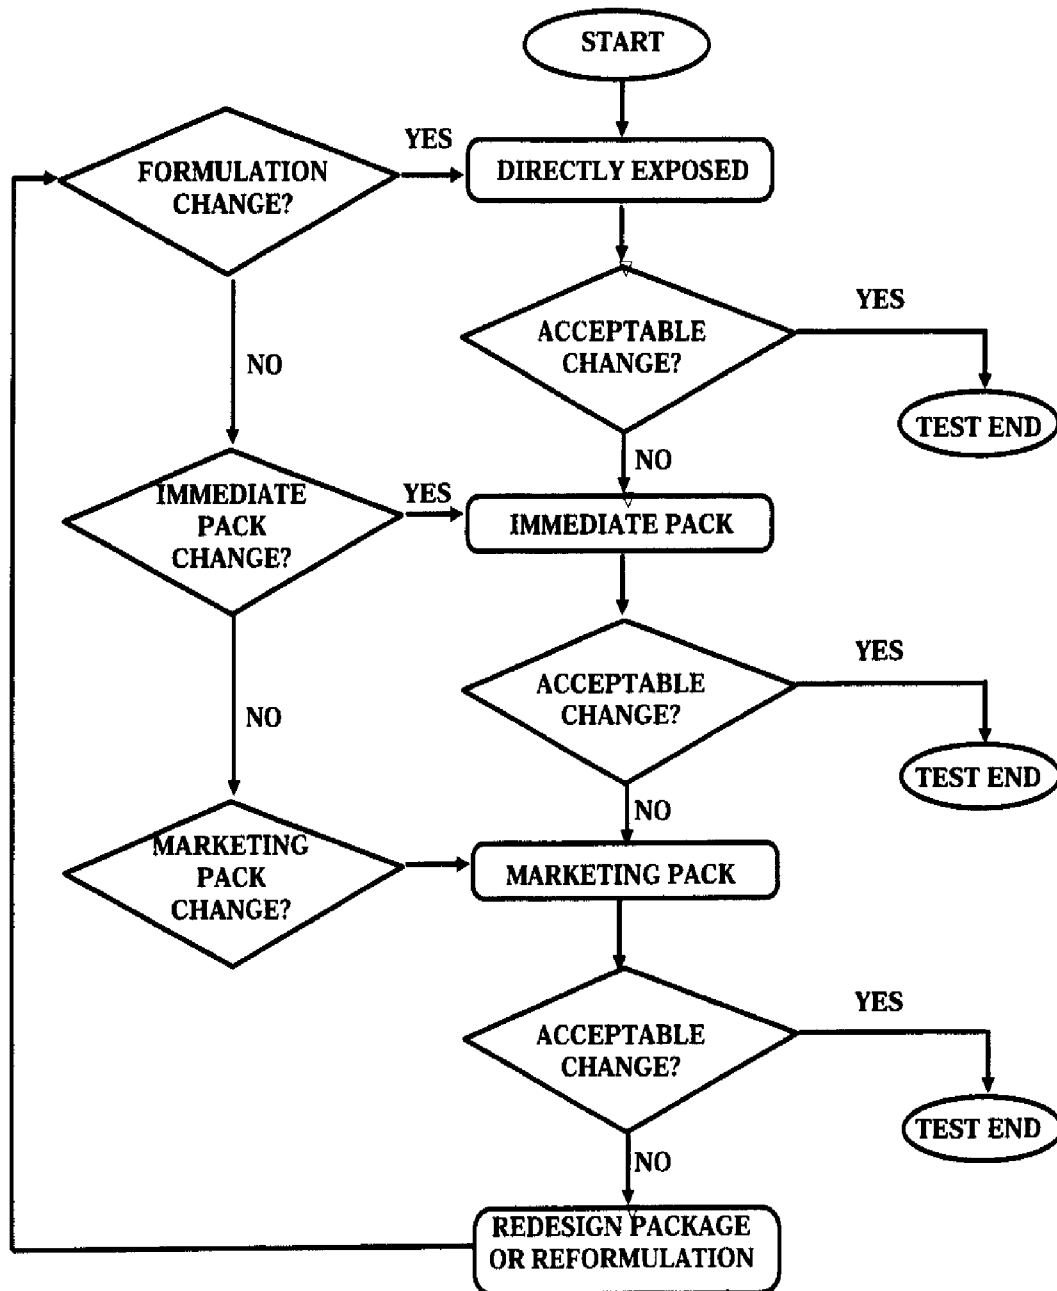 START
FORMULATION
CHANGE?
YES
DIRECTLY EXPOSED
ACCEPTABLE
CHANGE?
YES
TEST END
NO
NO
IMMEDIATE
PACK
CHANGE?
YES
IMMEDIATE PACK
ACCEPTABLE
CHANGE?
YES
TEST END
NO
NO
MARKETING
PACK
CHANGE?
MARKETING PACK
ACCEPTABLE
CHANGE?
YES
TEST END
NO
REDESIGN PACKAGE
OR REFORMULATION